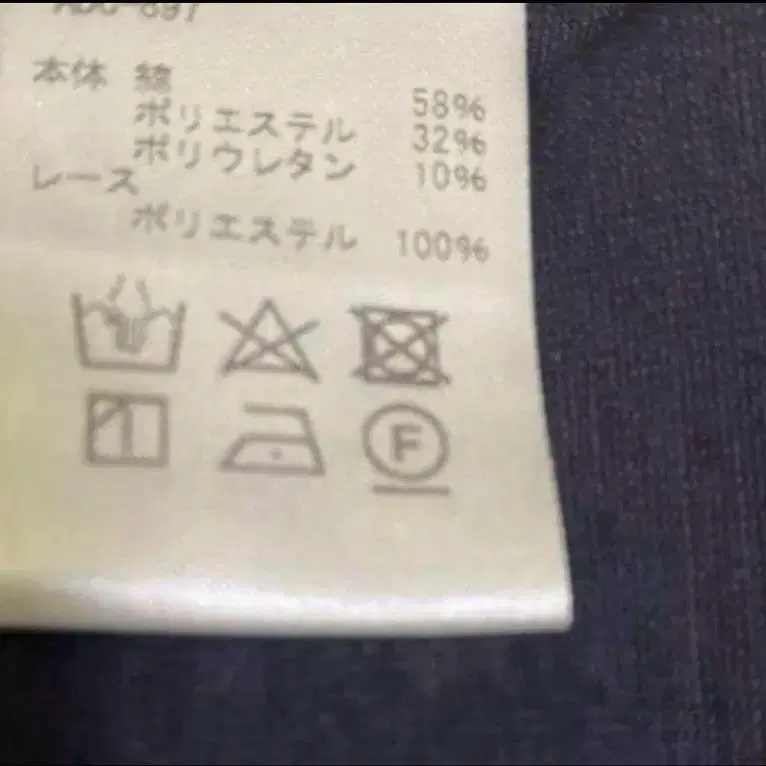 本体 綿 58%
ポリエステル 32%
ポリウレタン 10%
レース
ポリエステル 100%
F